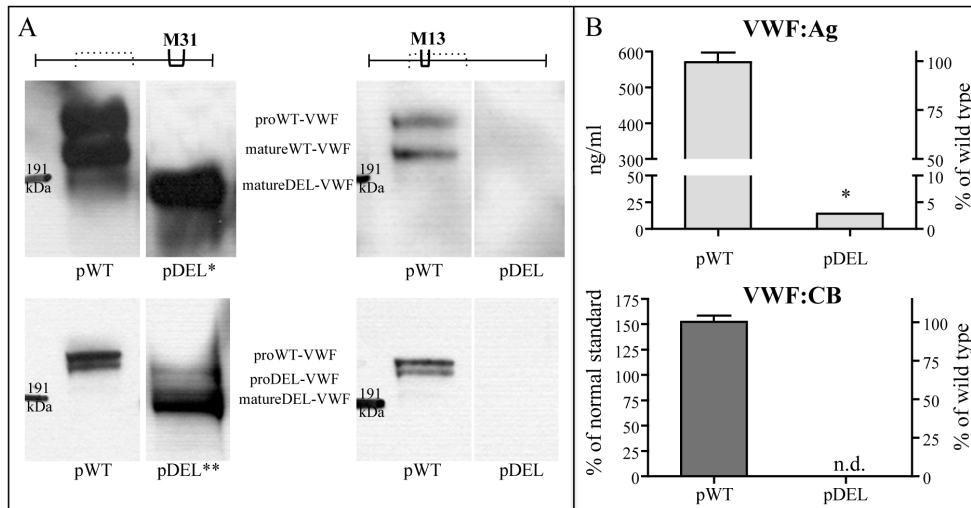 A
M31
M13
proWT-VWF
matureWT-VWF
matureDEL-VWF
191
kDa
191
kDa
pWT
pDEL*
pWT
pDEL
proWT-VWF
proDEL-VWF
matureDEL-VWF
191
kDa
191
kDa
pWT
pDEL**
pWT
pDEL
B
VWF:Ag
600
500
400
300
50
25
0
ng/ml
100
75
50
10
5
0
% of wild type
*
pWT
pDEL
VWF:CB
175
150
125
100
75
50
25
0
% of normal standard
100
75
50
25
0
% of wild type
n.d.
pWT
pDEL